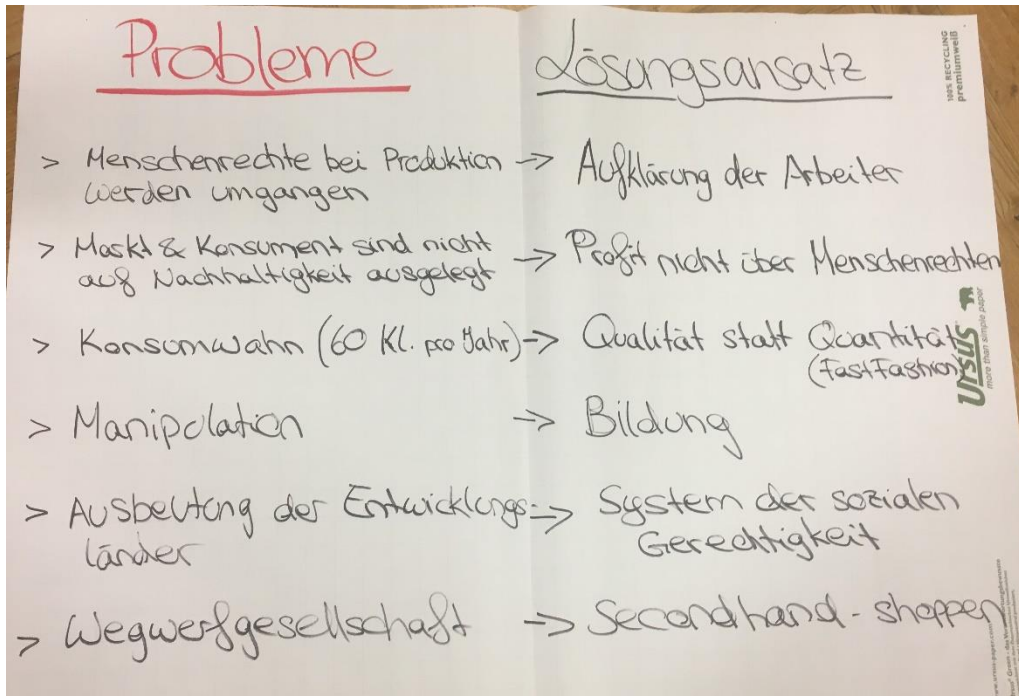 Probleme
Lösungsansatz
> Menschenrechte bei Produktion
werden umgangen
-> Aufklärung der Arbeiter
> Markt & Konsument sind nicht
auf Nachhaltigkeit ausgelegt
-> Profit nicht über Menschenrechten
> Konsumwahn (60 Kl. pro Jahr)
-> Qualität statt Quantität
(FastFashion)
> Manipulation
-> Bildung
> Ausbeutung der Entwicklungs-
länder
-> System der sozialen
Gerechtigkeit
> Wegwerfgesellschaft
-> Secondhand-shoppen
100% RECYCLING
premiumweiß
Ursus
more than simple paper